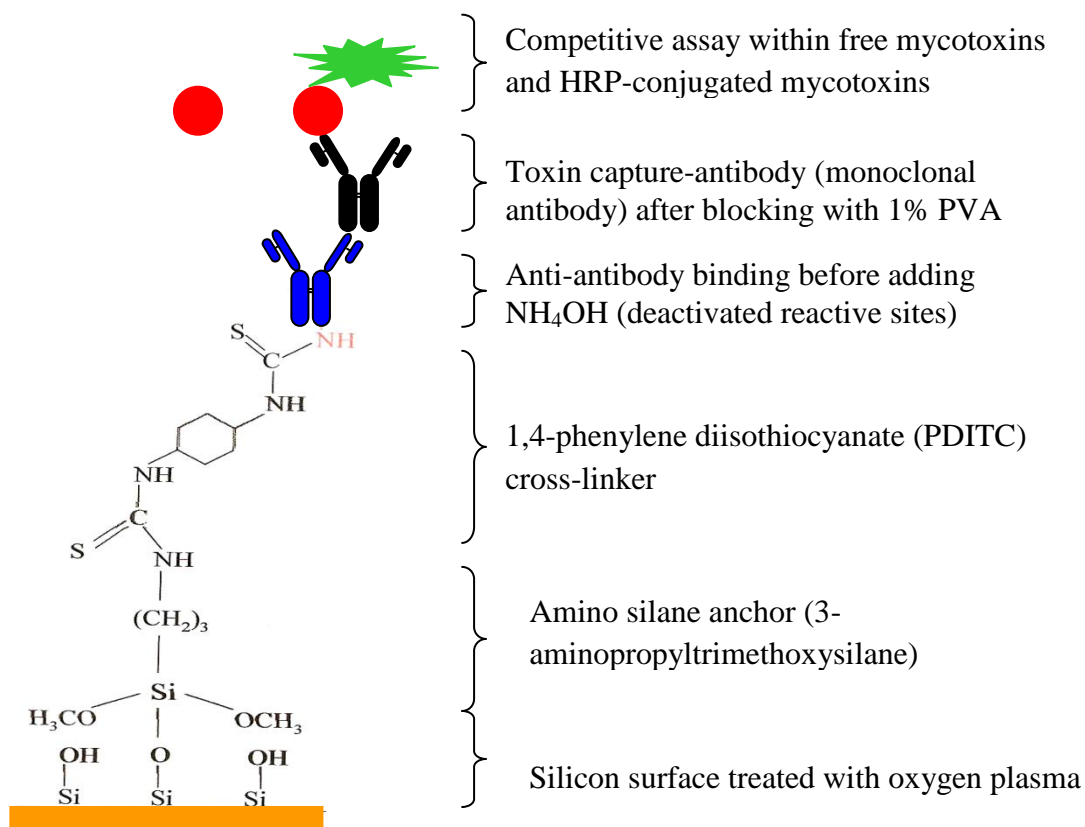 Competitive assay within free mycotoxins
and HRP-conjugated mycotoxins
Toxin capture-antibody (monoclonal
antibody) after blocking with 1% PVA
Anti-antibody binding before adding
NH₄OH (deactivated reactive sites)
S
NH
C
NH
1,4-phenylene diisothiocyanate (PDITC)
cross-linker
NH
C
S
NH
(CH₂)₃
Amino silane anchor (3-
aminopropyltrimethoxysilane)
Si
H₃CO OCH₃
OH O OH
Si Si Si
Silicon surface treated with oxygen plasma